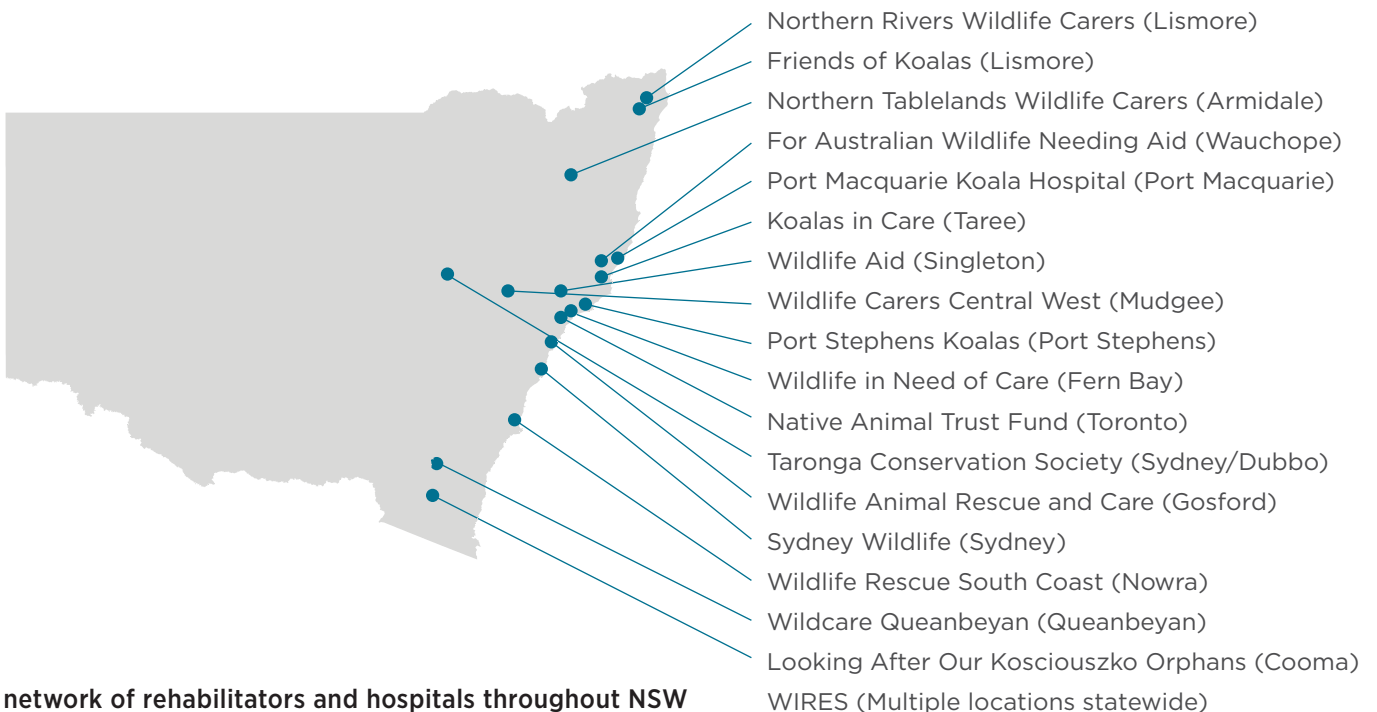 Northern Rivers Wildlife Carers (Lismore)
Friends of Koalas (Lismore)
Northern Tablelands Wildlife Carers (Armidale)
For Australian Wildlife Needing Aid (Wauchope)
Port Macquarie Koala Hospital (Port Macquarie)
Koalas in Care (Taree)
Wildlife Aid (Singleton)
Wildlife Carers Central West (Mudgee)
Port Stephens Koalas (Port Stephens)
Wildlife in Need of Care (Fern Bay)
Native Animal Trust Fund (Toronto)
Taronga Conservation Society (Sydney/Dubbo)
Wildlife Animal Rescue and Care (Gosford)
Sydney Wildlife (Sydney)
Wildlife Rescue South Coast (Nowra)
Wildcare Queanbeyan (Queanbeyan)
Looking After Our Kosciouszko Orphans (Cooma)
WIRES (Multiple locations statewide)
network of rehabilitators and hospitals throughout NSW